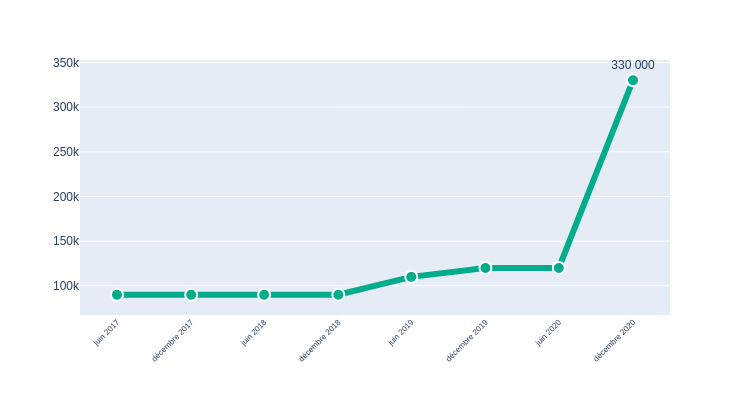 350k
300k
250k
200k
150k
100k
330 000
juin 2017
décembre 2017
juin 2018
décembre 2018
juin 2019
décembre 2019
juin 2020
décembre 2020